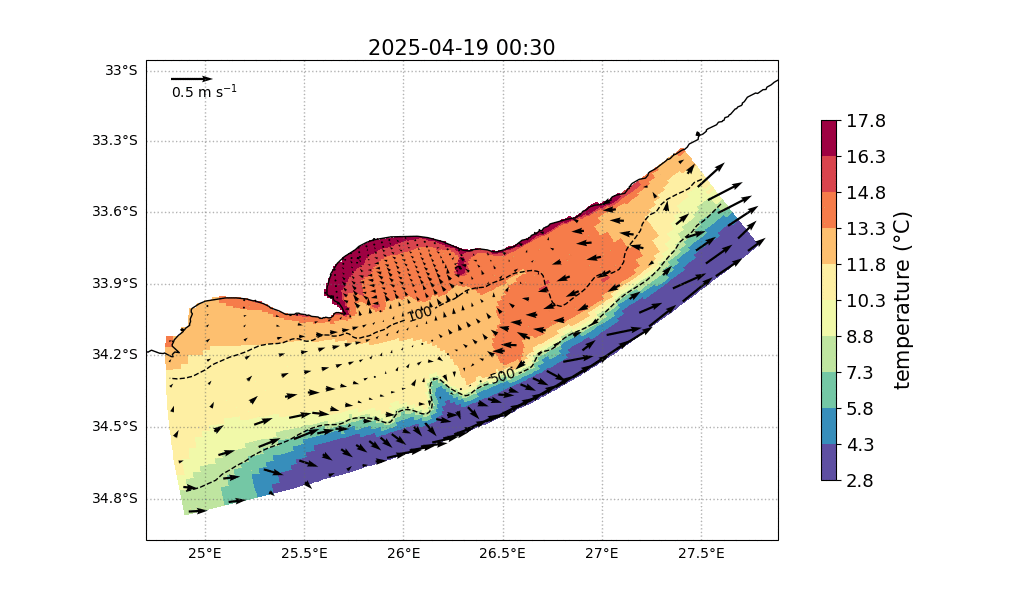 2025-04-19 00:30
0.5 m s⁻¹
33°S
33.3°S
33.6°S
33.9°S
34.2°S
34.5°S
34.8°S
100
500
25°E 25.5°E 26°E 26.5°E 27°E 27.5°E
17.8
16.3
14.8
13.3
11.8
10.3
8.8
7.3
5.8
4.3
2.8
temperature (°C)